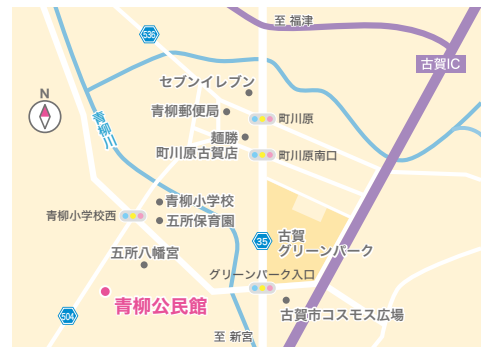 至 福津
536
古賀IC
セブンイレブン
N
青柳郵便局
町川原
青柳川
麺勝
町川原古賀店
町川原南口
青柳小学校
青柳小学校西
五所保育園
35
古賀
グリーンパーク
五所八幡宮
グリーンパーク入口
青柳公民館
古賀市コスモス広場
504
至 新宮